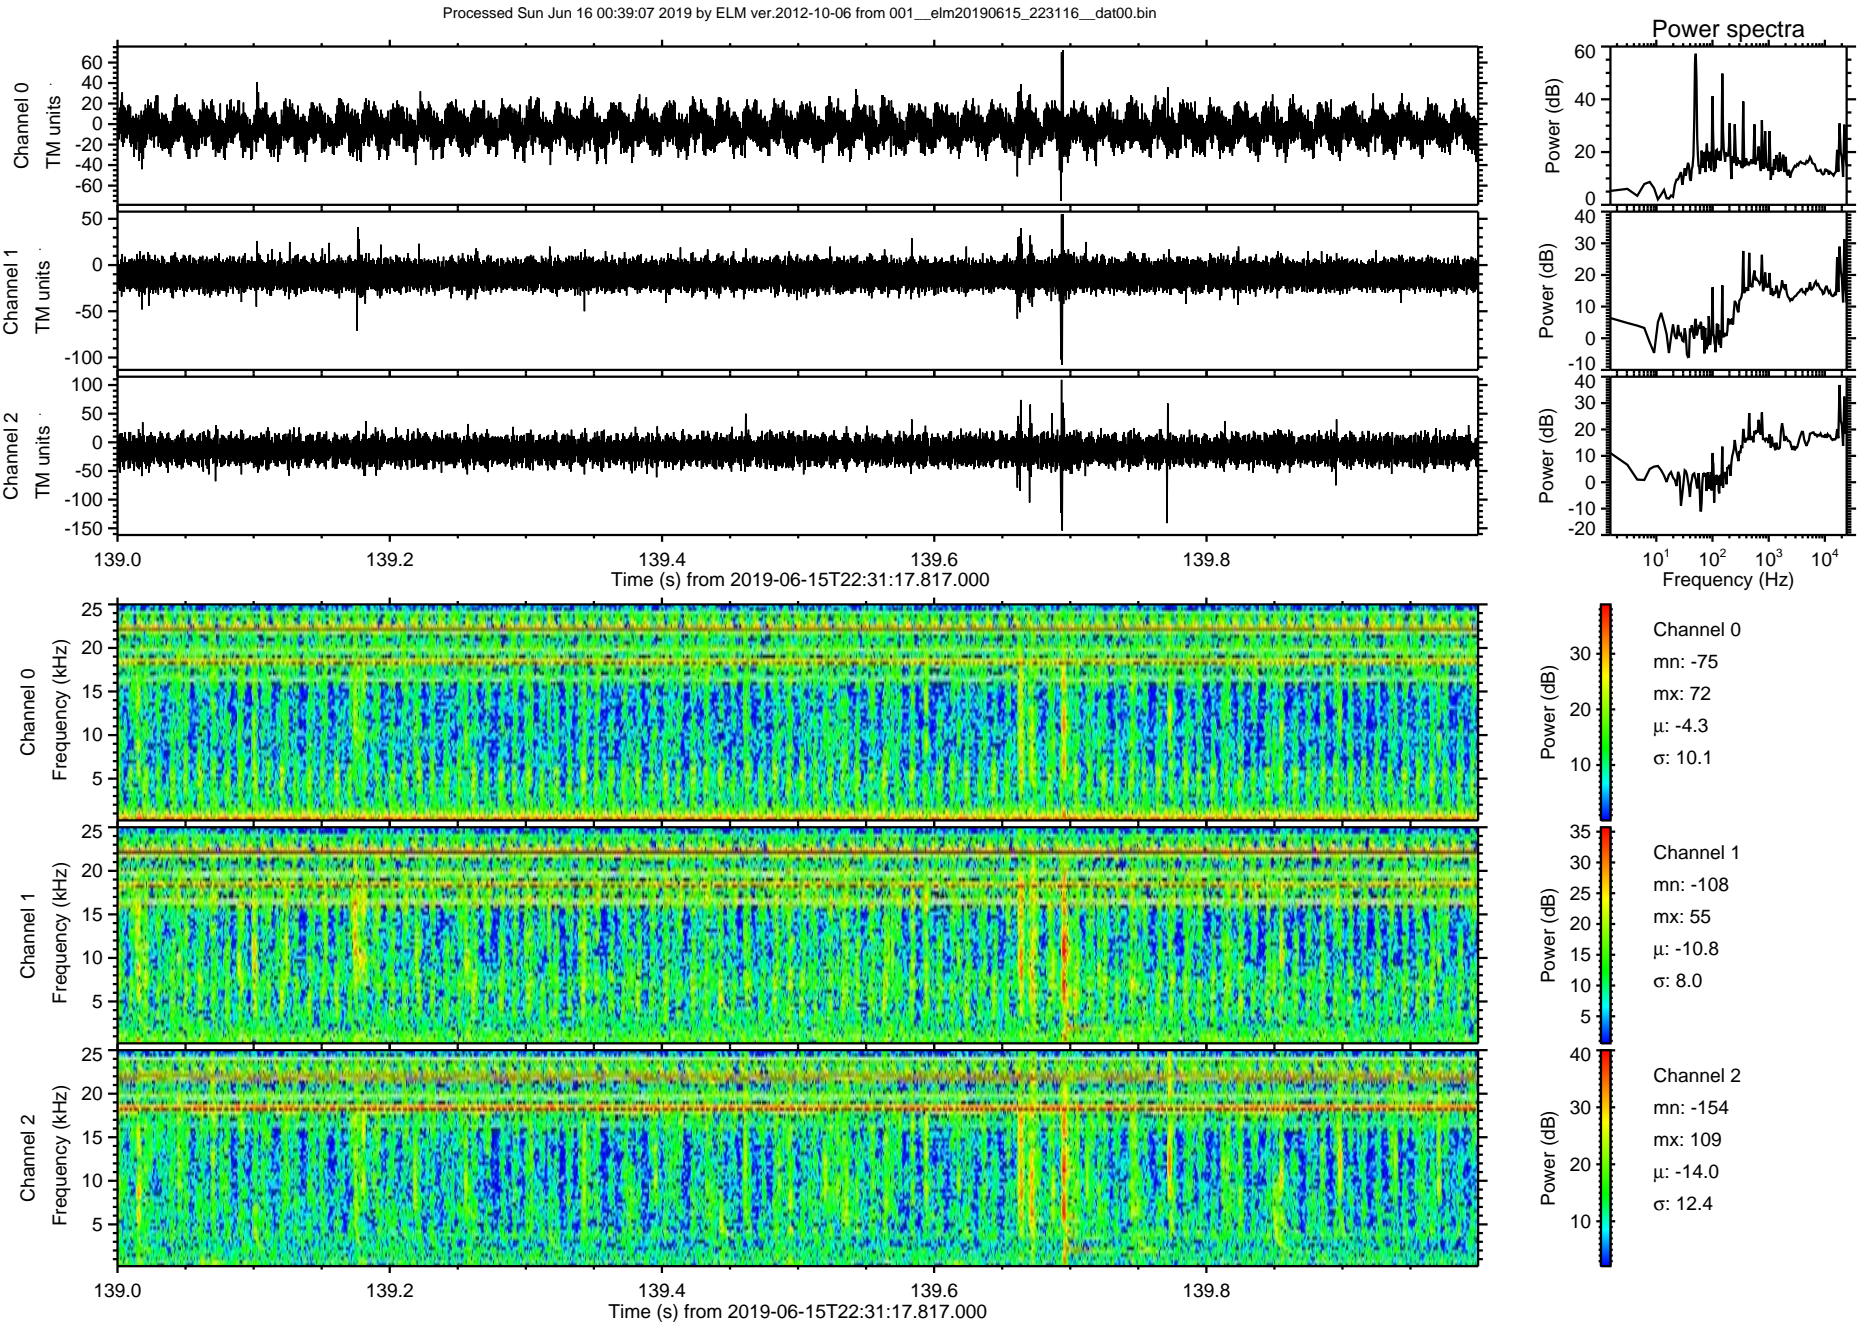 Processed Sun Jun 16 00:39:07 2019 by ELM ver.2012-10-06 from 001__elm20190615_223116__dat00.bin
Power spectra
Channel 0
TM units
60
40
20
0
-20
-40
-60
Power (dB)
60
40
20
0
Channel 1
TM units
50
0
-50
-100
Power (dB)
40
30
20
10
0
-10
Channel 2
TM units
100
50
0
-50
-100
-150
Power (dB)
40
30
20
10
0
-10
-20
139.0 139.2 139.4 139.6 139.8
Time (s) from 2019-06-15T22:31:17.817.000
10¹ 10² 10³ 10⁴
Frequency (Hz)
Channel 0
Frequency (kHz)
25
20
15
10
5
Power (dB)
30
20
10
Channel 0
mn: -75
mx: 72
μ: -4.3
σ: 10.1
Channel 1
Frequency (kHz)
25
20
15
10
5
Power (dB)
35
30
25
20
15
10
5
Channel 1
mn: -108
mx: 55
μ: -10.8
σ: 8.0
Channel 2
Frequency (kHz)
25
20
15
10
5
Power (dB)
40
30
20
10
Channel 2
mn: -154
mx: 109
μ: -14.0
σ: 12.4
139.0 139.2 139.4 139.6 139.8
Time (s) from 2019-06-15T22:31:17.817.000